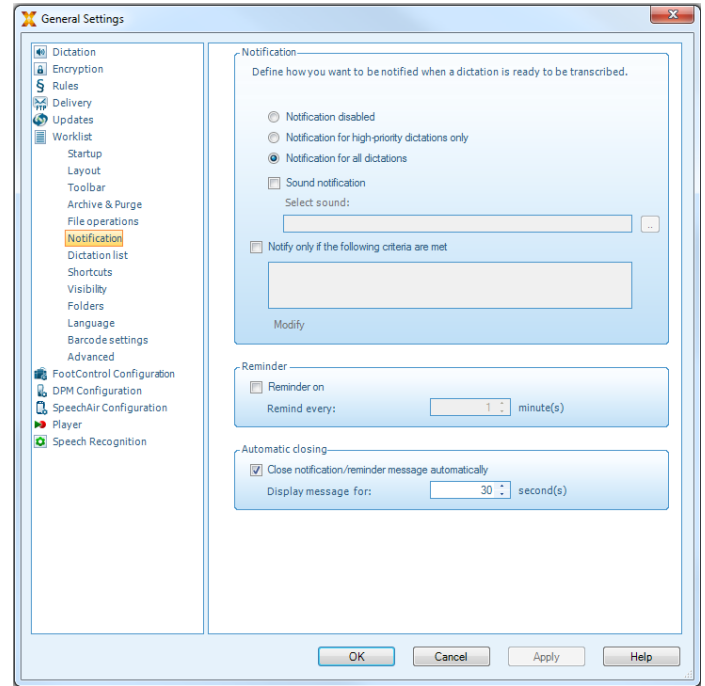 General Settings
Dictation
Encryption
Rules
Delivery
Updates
Worklist
Startup
Layout
Toolbar
Archive & Purge
File operations
Notification
Dictation list
Shortcuts
Visibility
Folders
Language
Barcode settings
Advanced
FootControl Configuration
DPM Configuration
SpeechAir Configuration
Player
Speech Recognition
Notification
Define how you want to be notified when a dictation is ready to be transcribed.
Notification disabled
Notification for high-priority dictations only
Notification for all dictations
Sound notification
Select sound:
..
Notify only if the following criteria are met
Modify
Reminder
Reminder on
Remind every: 1 minute(s)
Automatic closing
Close notification/reminder message automatically
Display message for: 30 second(s)
OK Cancel Apply Help